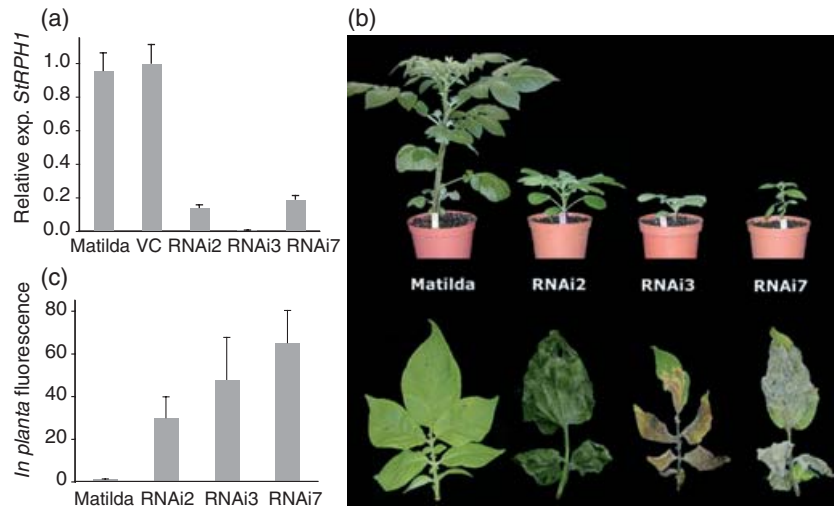 (a)
Relative exp. StRPH1
1.0
0.8
0.6
0.4
0.2
0.0
Matilda VC RNAi2 RNAi3 RNAi7
(b)
Matilda RNAi2 RNAi3 RNAi7
(c)
In planta fluorescence
80
60
40
20
0
Matilda RNAi2 RNAi3 RNAi7